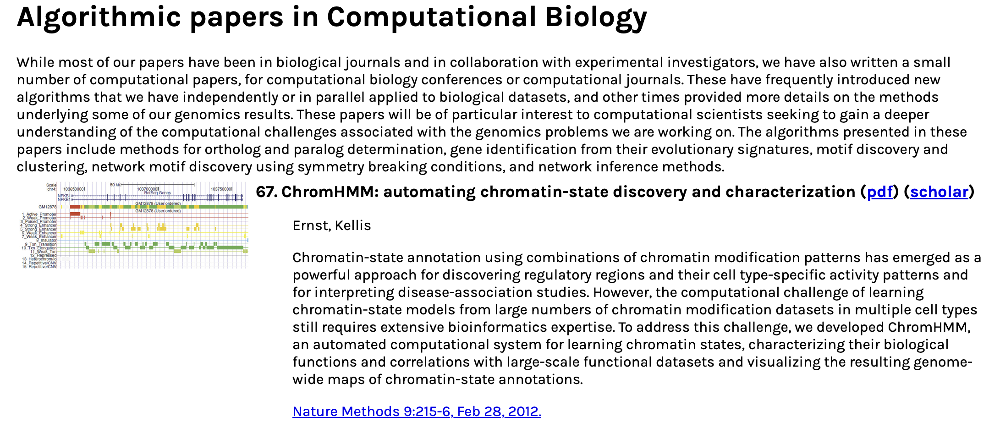 Algorithmic papers in Computational Biology
While most of our papers have been in biological journals and in collaboration with experimental investigators, we have also written a small
number of computational papers, for computational biology conferences or computational journals. These have frequently introduced new
algorithms that we have independently or in parallel applied to biological datasets, and other times provided more details on the methods
underlying some of our genomics results. These papers will be of particular interest to computational scientists seeking to gain a deeper
understanding of the computational challenges associated with the genomics problems we are working on. The algorithms presented in these
papers include methods for ortholog and paralog determination, gene identification from their evolutionary signatures, motif discovery and
clustering, network motif discovery using symmetry breaking conditions, and network inference methods.
Scale
50 kb
chr4:
103650000
103700000
103750000
RefSeq Genes
NFKB1
NFKB1
GM12878 (User ordered)
GM12878
GM12878 (User ordered)
1_Active_Promoter
2_Weak_Promoter
3_Poised_Promoter
4_Strong_Enhancer
5_Strong_Enhancer
6_Weak_Enhancer
7_Weak_Enhancer
8_Insulator
9_Txn_Transition
10_Txn_Elongation
11_Weak_Txn
12_Repressed
13_Heterochrom/lo
14_Repetitive/CNV
15_Repetitive/CNV
67. ChromHMM: automating chromatin-state discovery and characterization (pdf) (scholar)
Ernst, Kellis
Chromatin-state annotation using combinations of chromatin modification patterns has emerged as a
powerful approach for discovering regulatory regions and their cell type-specific activity patterns and
for interpreting disease-association studies. However, the computational challenge of learning
chromatin-state models from large numbers of chromatin modification datasets in multiple cell types
still requires extensive bioinformatics expertise. To address this challenge, we developed ChromHMM,
an automated computational system for learning chromatin states, characterizing their biological
functions and correlations with large-scale functional datasets and visualizing the resulting genome-
wide maps of chromatin-state annotations.
Nature Methods 9:215-6, Feb 28, 2012.